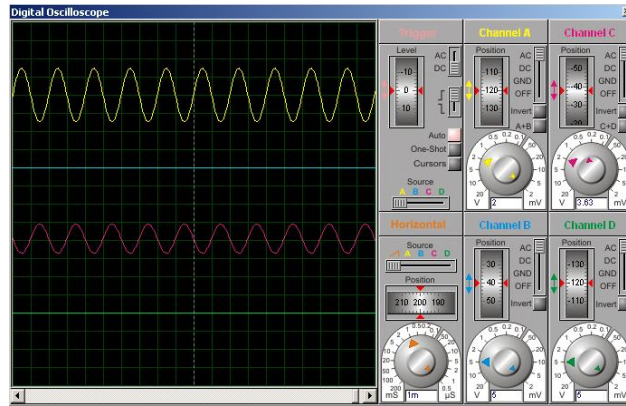 Digital Oscilloscope
Trigger
Level
AC
DC
-10
0
10
Auto
One-Shot
Cursors
Source
A B C D
Channel A
Position
AC
DC
GND
OFF
Invert
A+B
110
-120
130
V 2 mV
Channel C
Position
AC
DC
GND
OFF
Invert
C+D
-50
-40
-30
-20
V 3.63 mV
Horizontal
Source
A B C D
Position
210 200 190
mS 1m µS
Channel B
Position
AC
DC
GND
OFF
Invert
30
40
50
V 5 mV
Channel D
Position
AC
DC
GND
OFF
Invert
-130
-120
-110
V 5 mV